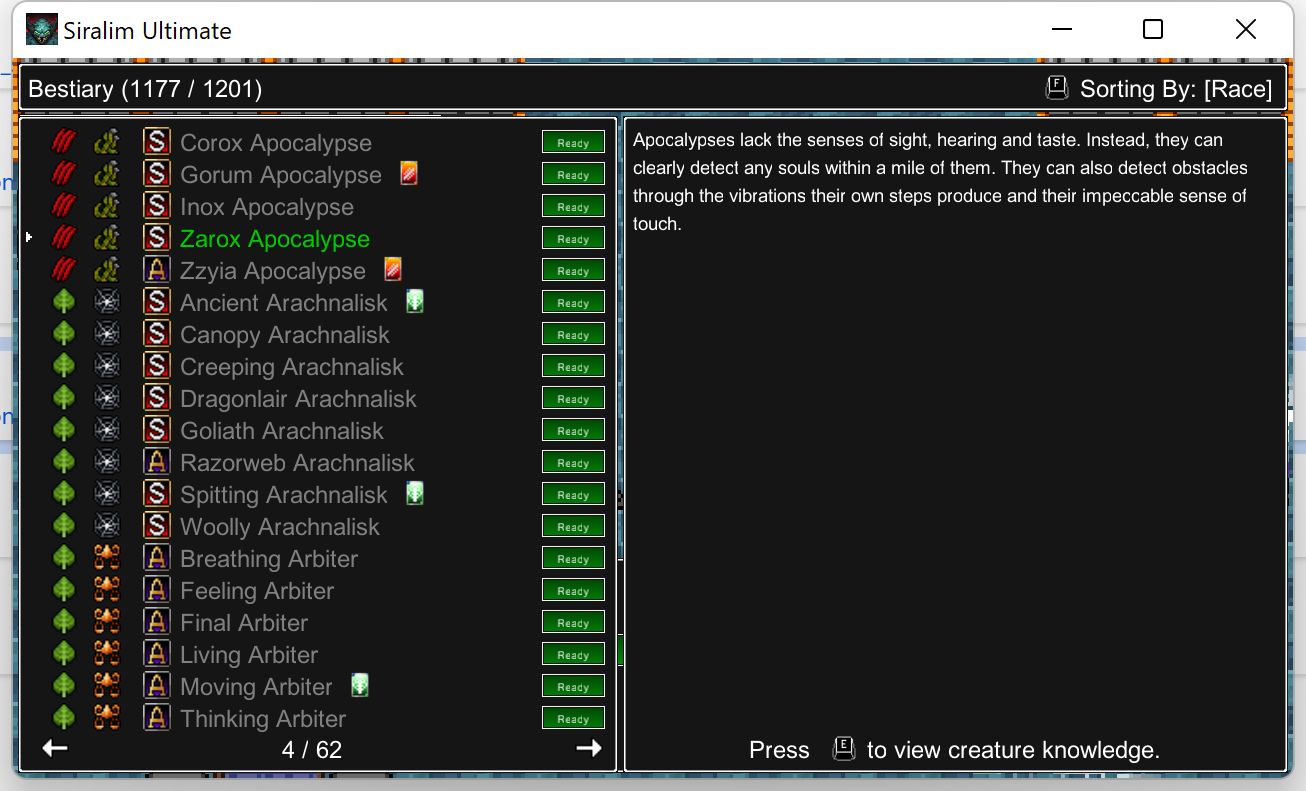 Siralim Ultimate
Bestiary (1177 / 1201)
F Sorting By: [Race]
S Corox Apocalypse Ready
S Gorum Apocalypse Ready
S Inox Apocalypse Ready
S Zarox Apocalypse Ready
A Zzyia Apocalypse Ready
S Ancient Arachnalisk Ready
S Canopy Arachnalisk Ready
S Creeping Arachnalisk Ready
S Dragonlair Arachnalisk Ready
S Goliath Arachnalisk Ready
A Razorweb Arachnalisk Ready
S Spitting Arachnalisk Ready
S Woolly Arachnalisk Ready
A Breathing Arbiter Ready
A Feeling Arbiter Ready
A Final Arbiter Ready
A Living Arbiter Ready
A Moving Arbiter Ready
A Thinking Arbiter Ready
4 / 62
Apocalypses lack the senses of sight, hearing and taste. Instead, they can
clearly detect any souls within a mile of them. They can also detect obstacles
through the vibrations their own steps produce and their impeccable sense of
touch.
Press E to view creature knowledge.